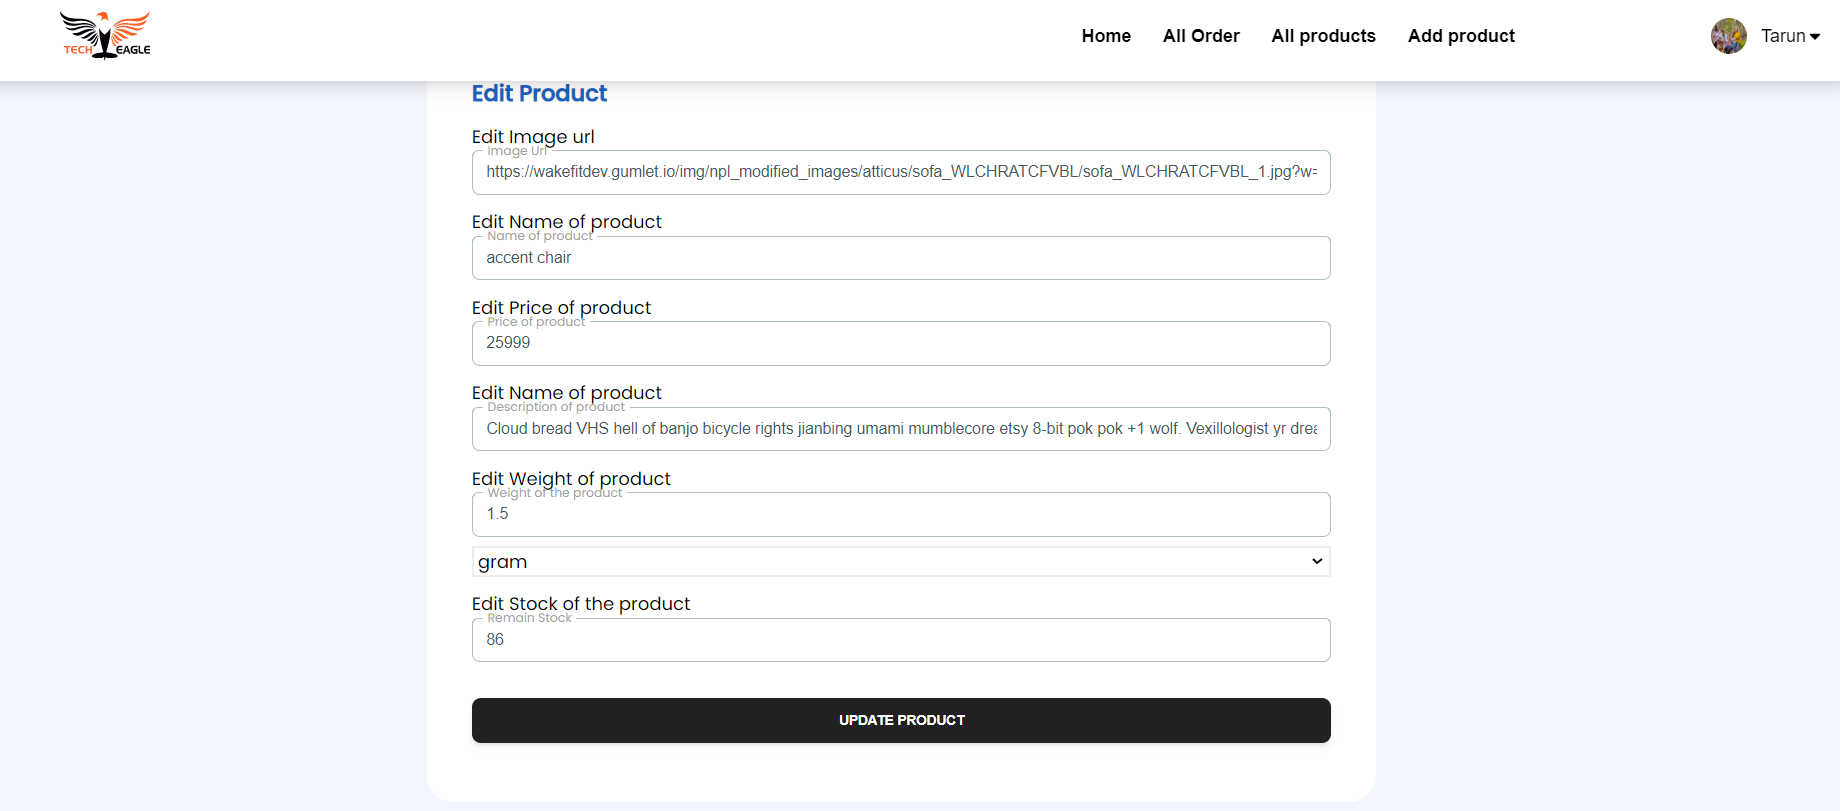 TECH EAGLE
Home All Order All products Add product Tarun
Edit Product
Edit Image url
Image Url
https://wakefitdev.gumlet.io/img/npl_modified_images/atticus/sofa_WLCHRATCFVBL/sofa_WLCHRATCFVBL_1.jpg?w=
Edit Name of product
Name of product
accent chair
Edit Price of product
Price of product
25999
Edit Name of product
Description of product
Cloud bread VHS hell of banjo bicycle rights jianbing umami mumblecore etsy 8-bit pok pok +1 wolf. Vexillologist yr drea
Edit Weight of product
Weight of the product
1.5
gram
Edit Stock of the product
Remain Stock
86
UPDATE PRODUCT